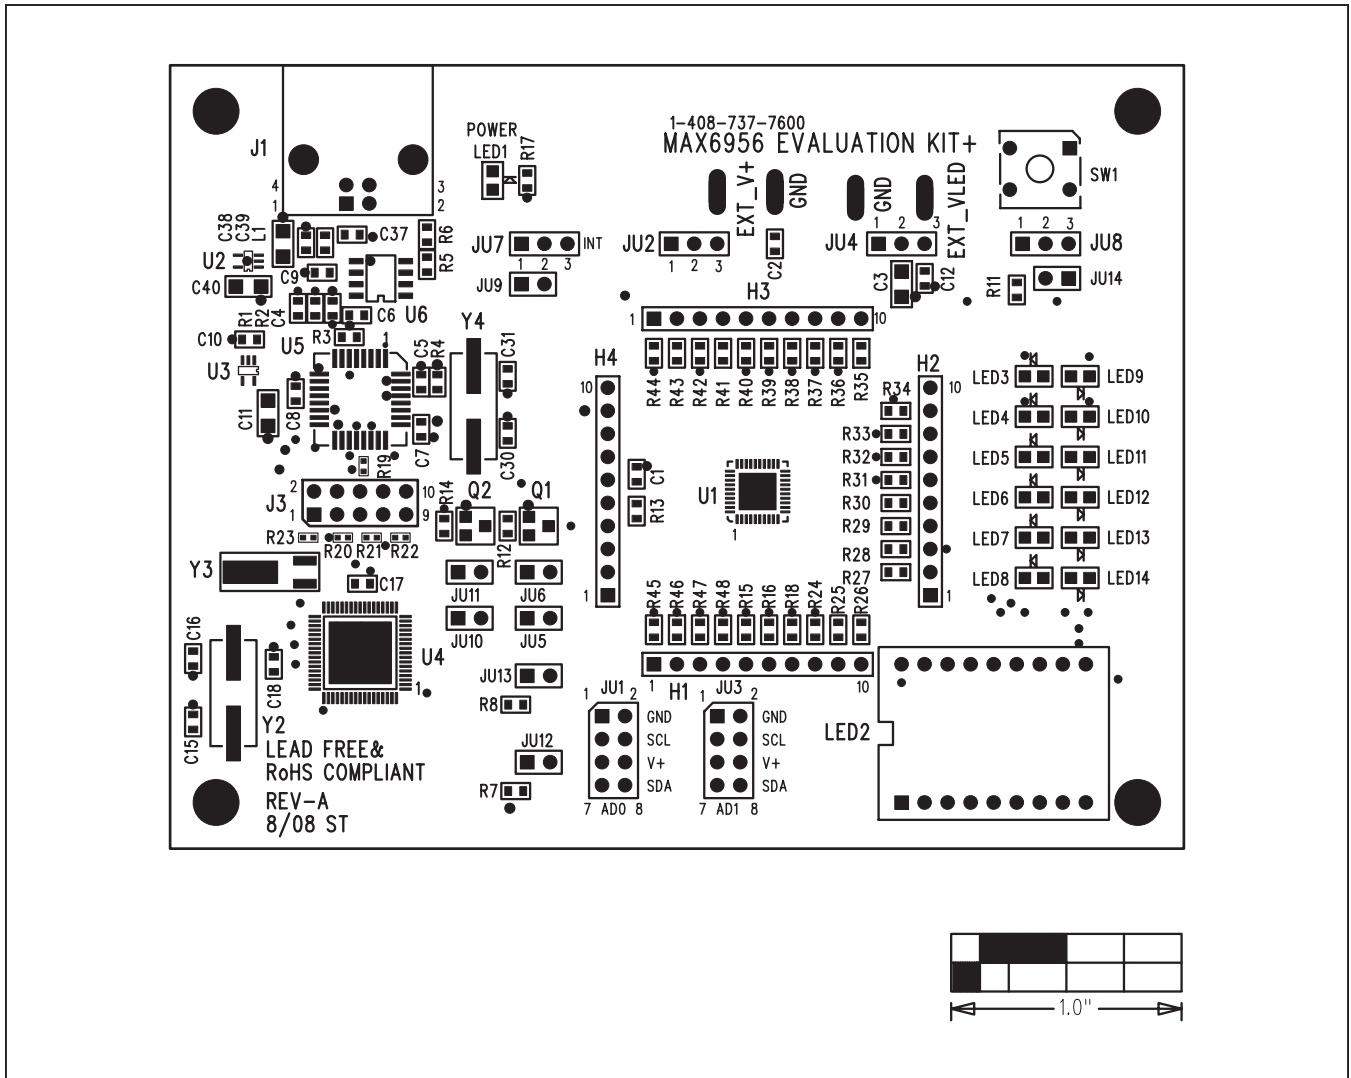 1-408-737-7600
MAX6956 EVALUATION KIT+
POWER
LED1
R17
J1
4
3
1
2
EXT_V+
GND
GND
EXT_VLED
SW1
C38
C39
L1
C37
R6
R5
U2
C9
C40
R1
R2
C4
C6
U6
JU7
INT
1 2 3
JU9
JU2
1 2 3
C2
JU4
1 2 3
C3
C12
1 2 3
JU8
R11
JU14
C10
R3
U5
1
U3
C11
C8
C5
R4
C7
R19
Y4
C31
C30
H3
1
10
R44
R43
R42
R41
R40
R39
R38
R37
R36
R35
H4
10
1
H2
10
1
R34
R33
R32
R31
R30
R29
R28
R27
C1
R13
U1
1
LED3
LED9
LED4
LED10
LED5
LED11
LED6
LED12
LED7
LED13
LED8
LED14
J3
2
10
1
9
R14
Q2
Q1
R12
R23
R20
R21
R22
Y3
C17
JU11
JU6
JU10
JU5
R45
R46
R47
R48
R15
R16
R18
R24
R25
R26
1
H1
10
C16
C18
U4
1
C15
Y2
JU13
R8
JU12
R7
JU1
1
2
GND
SCL
V+
SDA
7 AD0 8
JU3
1
2
GND
SCL
V+
SDA
7 AD1 8
LED2
LEAD FREE&
RoHS COMPLIANT
REV-A
8/08 ST
1.0"